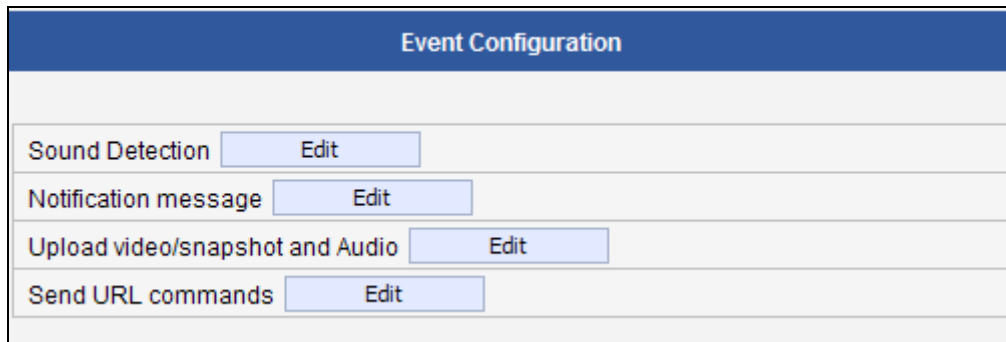 Event Configuration
Sound Detection Edit
Notification message Edit
Upload video/snapshot and Audio Edit
Send URL commands Edit